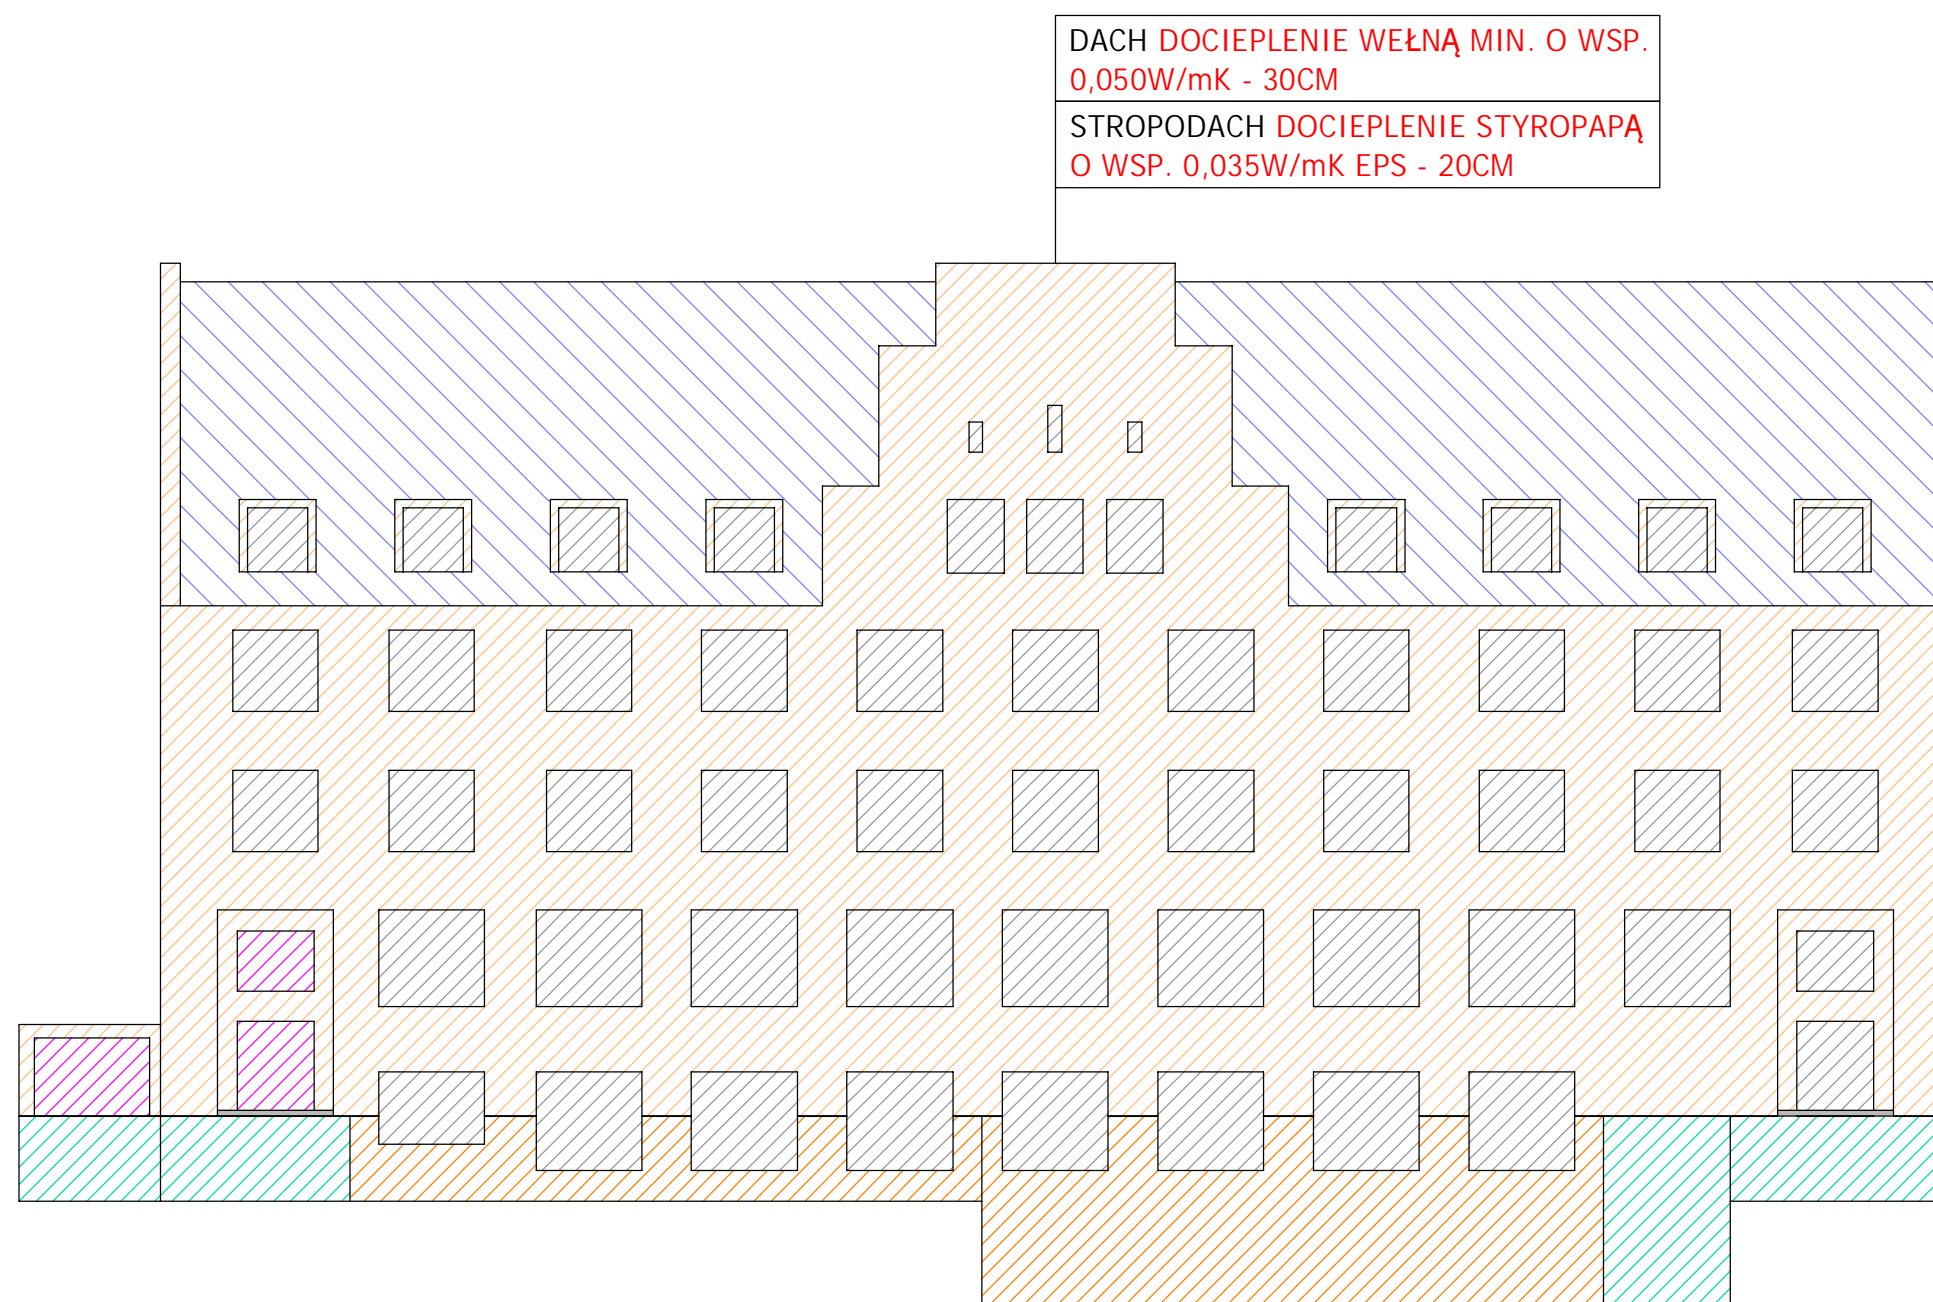 DACH DOCIEPLENIE WEŁNĄ MIN. O WSP.
0,050W/mK - 30CM
STROPODACH DOCIEPLENIE STYROPAPĄ
O WSP. 0,035W/mK EPS - 20CM